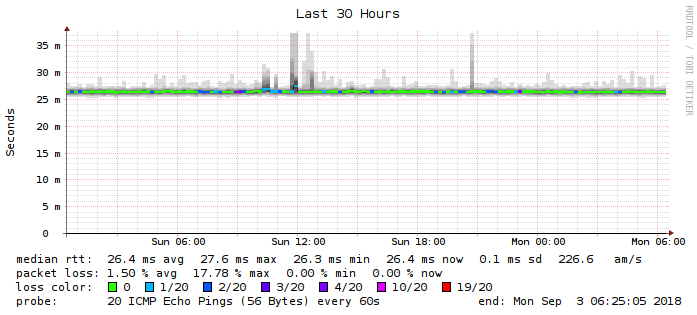 Last 30 Hours
RRDTOOL / TOBI OETIKER
Seconds
35 m
30 m
25 m
20 m
15 m
10 m
5 m
0
Sun 06:00 Sun 12:00 Sun 18:00 Mon 00:00 Mon 06:00
median rtt: 26.4 ms avg 27.6 ms max 26.3 ms min 26.4 ms now 0.1 ms sd 226.6 am/s
packet loss: 1.50 % avg 17.78 % max 0.00 % min 0.00 % now
loss color: 0 1/20 2/20 3/20 4/20 10/20 19/20
probe: 20 ICMP Echo Pings (56 Bytes) every 60s end: Mon Sep 3 06:25:05 2018